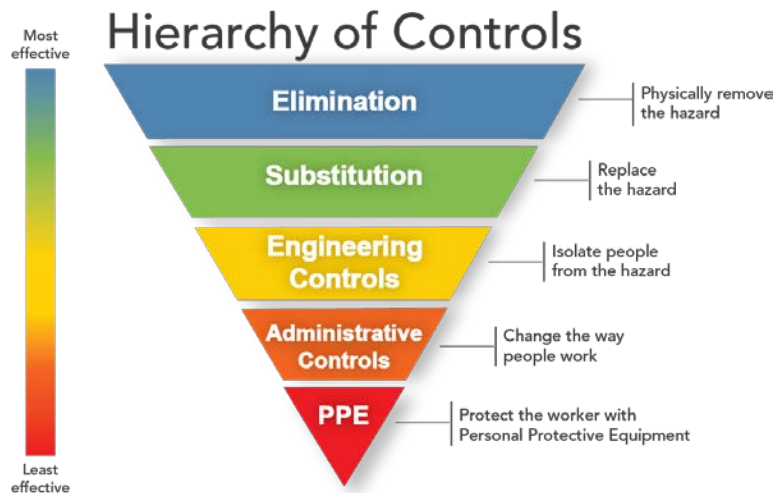 Hierarchy of Controls
Most
effective
Elimination
Physically remove
the hazard
Substitution
Replace
the hazard
Engineering
Controls
Isolate people
from the hazard
Administrative
Controls
Change the way
people work
PPE
Protect the worker with
Personal Protective Equipment
Least
effective